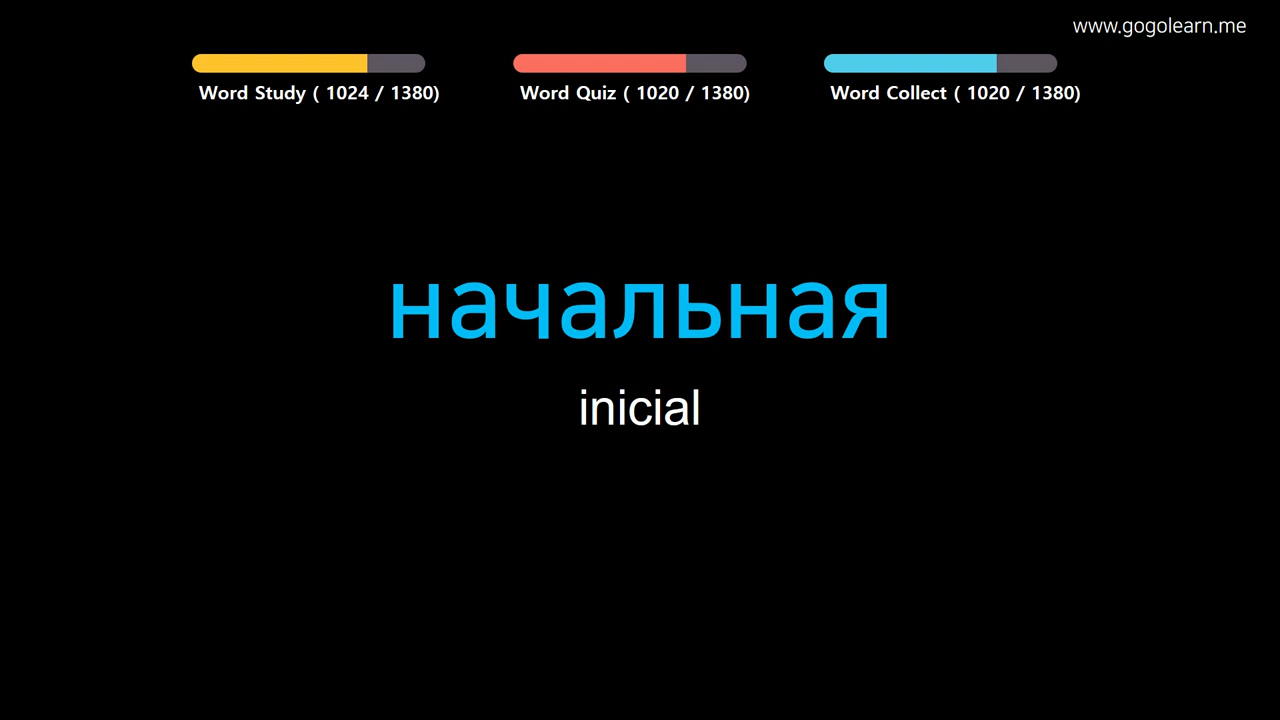 www.gogolearn.me
Word Study ( 1024 / 1380)
Word Quiz ( 1020 / 1380)
Word Collect ( 1020 / 1380)
начальная
inicial